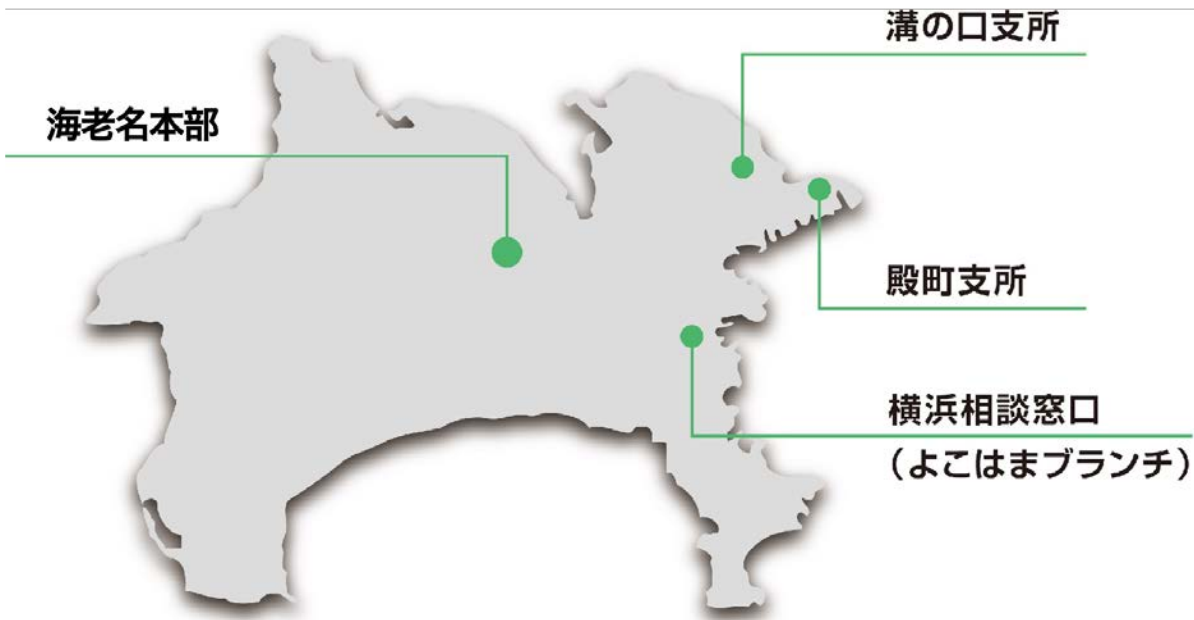 溝の口支所
海老名本部
殿町支所
横浜相談窓口
（よこはまブランチ）